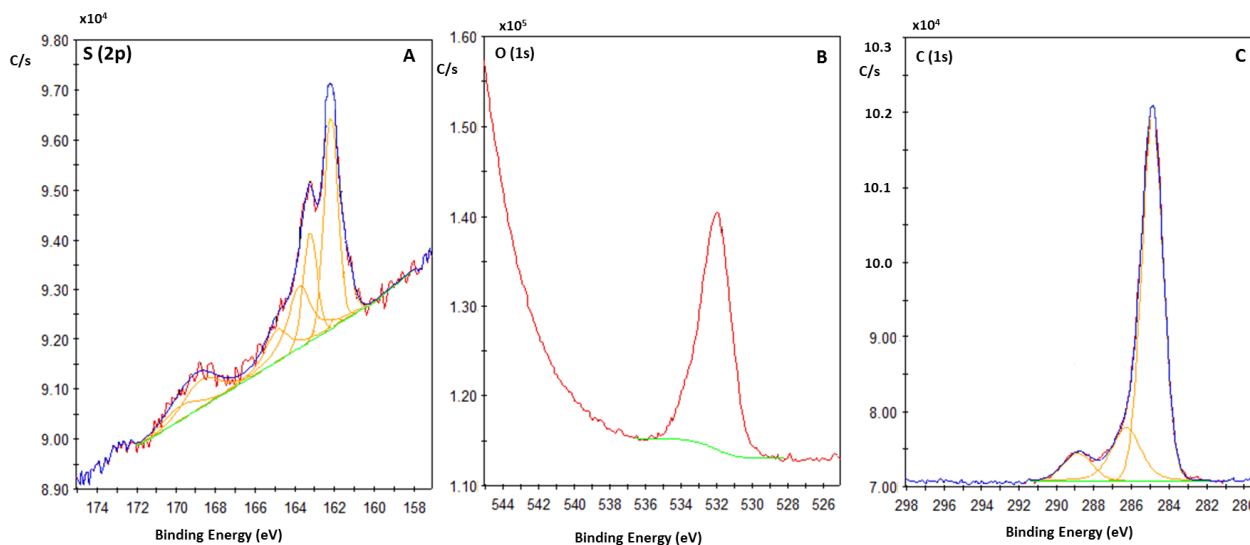 x10⁴
S (2p)
A
C/s
9.80
9.70
9.60
9.50
9.40
9.30
9.20
9.10
9.00
8.90
174 172 170 168 166 164 162 160 158
Binding Energy (eV)
x10⁵
O (1s)
B
C/s
1.60
1.50
1.40
1.30
1.20
1.10
544 542 540 538 536 534 532 530 528 526
Binding Energy (eV)
x10⁴
C (1s)
C
C/s
10.3
10.2
10.1
10.0
9.00
8.00
7.00
298 296 294 292 290 288 286 284 282 280
Binding Energy (eV)